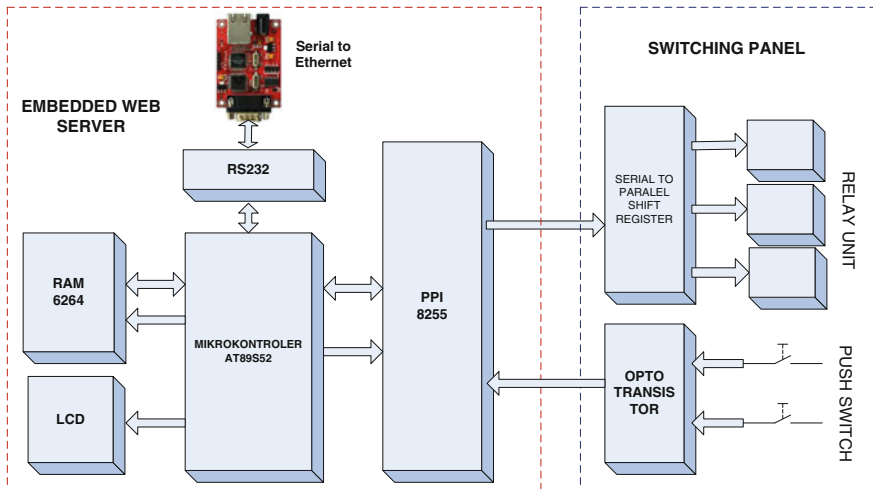 Serial to
Ethernet
EMBEDDED WEB
SERVER
RS232
RAM
6264
MIKROKONTROLER
AT89S52
LCD
PPI
8255
SWITCHING PANEL
SERIAL TO
PARALEL
SHIFT
REGISTER
RELAY UNIT
OPTO
TRANSIS
TOR
PUSH SWITCH